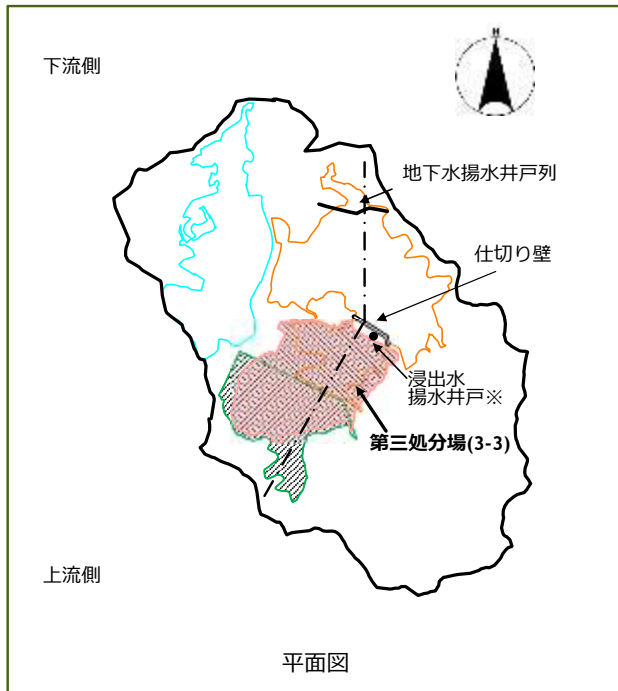 N
下流側
地下水揚水井戸列
仕切り壁
浸出水
揚水井戸※
第三処分場(3-3)
上流側
平面図